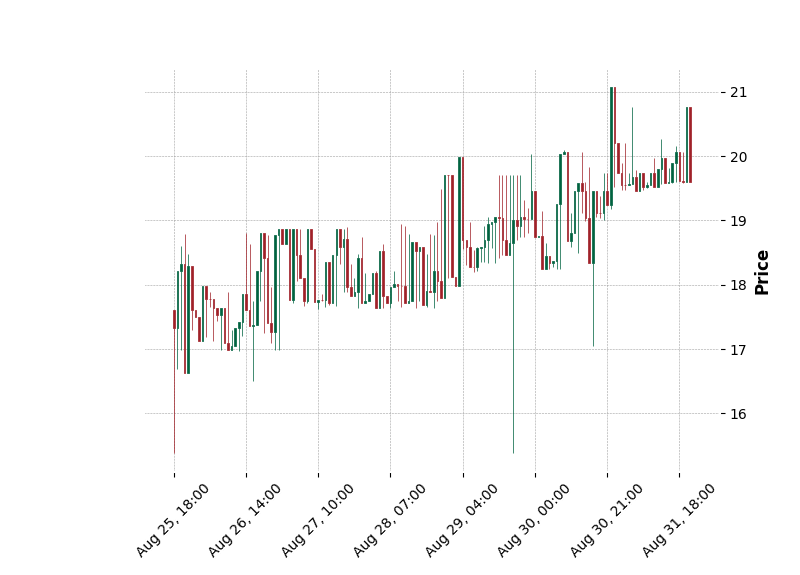 21
20
19
18
17
16
Price
Aug 25, 18:00
Aug 26, 14:00
Aug 27, 10:00
Aug 28, 07:00
Aug 29, 04:00
Aug 30, 00:00
Aug 30, 21:00
Aug 31, 18:00